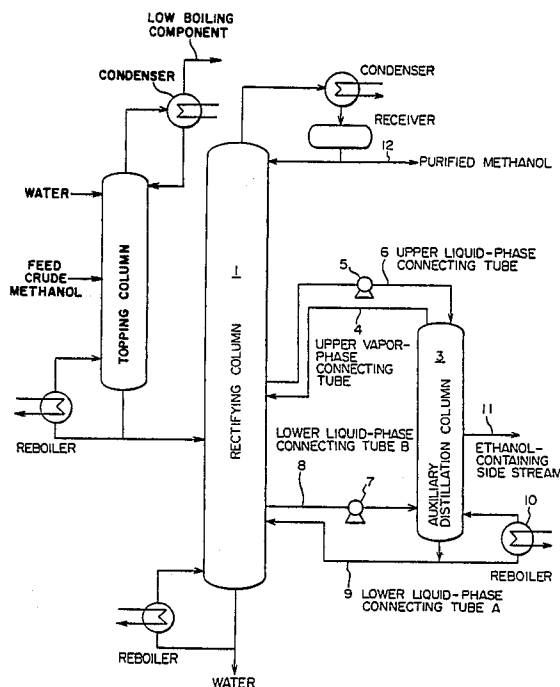 LOW BOILING
COMPONENT
CONDENSER
CONDENSER
RECEIVER
12
PURIFIED METHANOL
WATER
FEED
CRUDE
METHANOL
TOPPING COLUMN
REBOILER
1
RECTIFYING COLUMN
5
6 UPPER LIQUID-PHASE
CONNECTING TUBE
4
UPPER VAPOR-
PHASE
CONNECTING
TUBE
3
AUXILIARY
DISTILLATION COLUMN
11
ETHANOL-
CONTAINING
SIDE STREAM
LOWER LIQUID-PHASE
CONNECTING TUBE B
8
7
10
REBOILER
9
LOWER LIQUID-PHASE
CONNECTING TUBE A
REBOILER
WATER